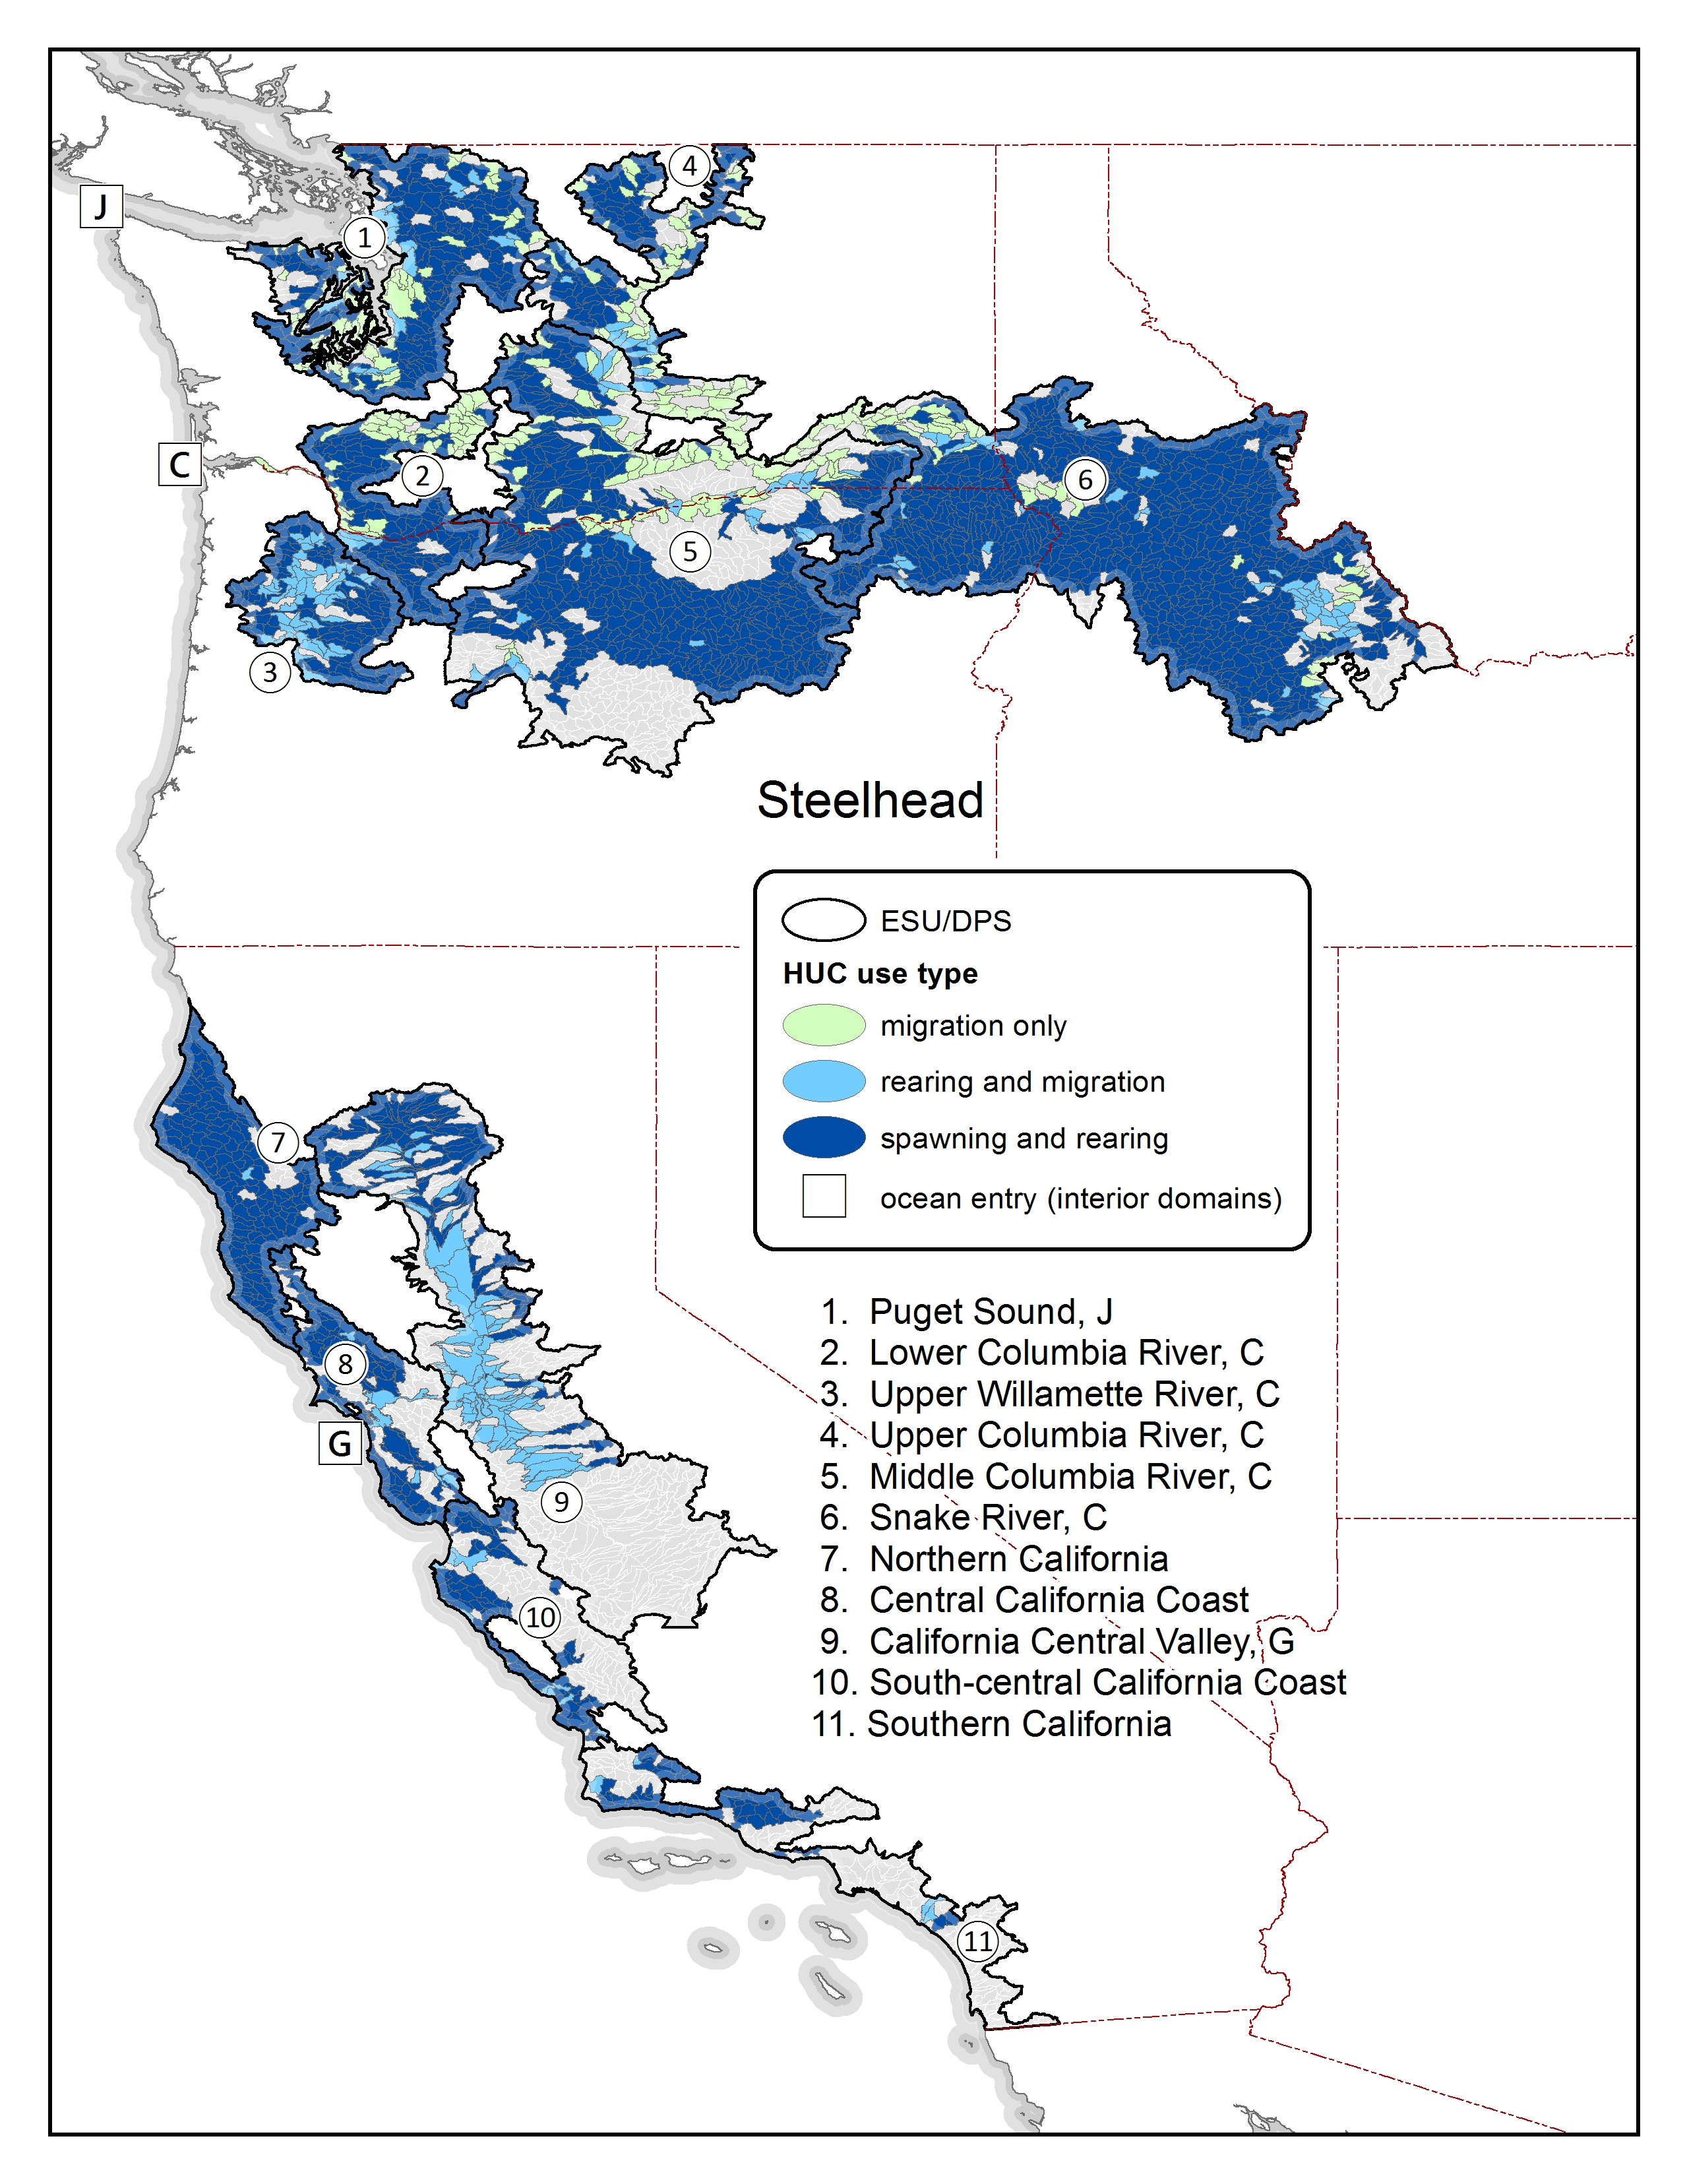 4
J
1
C
2
6
5
3
Steelhead
ESU/DPS
HUC use type
migration only
rearing and migration
spawning and rearing
ocean entry (interior domains)
7
8
G
9
10
11
1. Puget Sound, J
2. Lower Columbia River, C
3. Upper Willamette River, C
4. Upper Columbia River, C
5. Middle Columbia River, C
6. Snake River, C
7. Northern California
8. Central California Coast
9. California Central Valley, G
10. South-central California Coast
11. Southern California